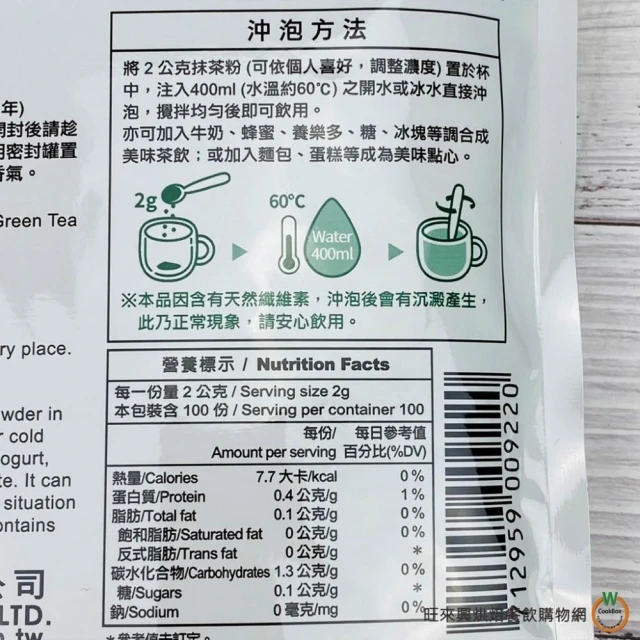 沖泡方法
將 2 公克抹茶粉 (可依個人喜好，調整濃度) 置於杯
中，注入400ml (水溫約60℃) 之開水或冰水直接沖
泡，攪拌均勻後即可飲用。
亦可加入牛奶、蜂蜜、養樂多、糖、冰塊等調合成
美味茶飲；或加入麵包、蛋糕等成為美味點心。
2g
60℃
Water
400ml
※本品因含有天然纖維素，沖泡後會有沉澱產生，
此乃正常現象，請安心飲用。
年)
開封後請趁
用密封罐置
香氣。
Green Tea
ry place.
wder in
r cold
ogurt,
te. It can
situation
ontains
公司
LTD.
營養標示 / Nutrition Facts
每一份量 2 公克 / Serving size 2g
本包裝含 100 份 / Serving per container 100
每份/ 每日參考值
Amount per serving 百分比(%DV)
熱量/Calories 7.7 大卡/kcal 0%
蛋白質/Protein 0.4 公克/g 1%
脂肪/Total fat 0.1 公克/g 0%
飽和脂肪/Saturated fat 0 公克/g 0%
反式脂肪/Trans fat 0 公克/g *
碳水化合物/Carbohydrates 1.3 公克/g 0%
糖/Sugars 0.1 公克/g *
鈉/Sodium 0 毫克/mg 0%
*參考值未訂定。
12959 009220
旺來興烘焙餐飲購物網
W
CookBox